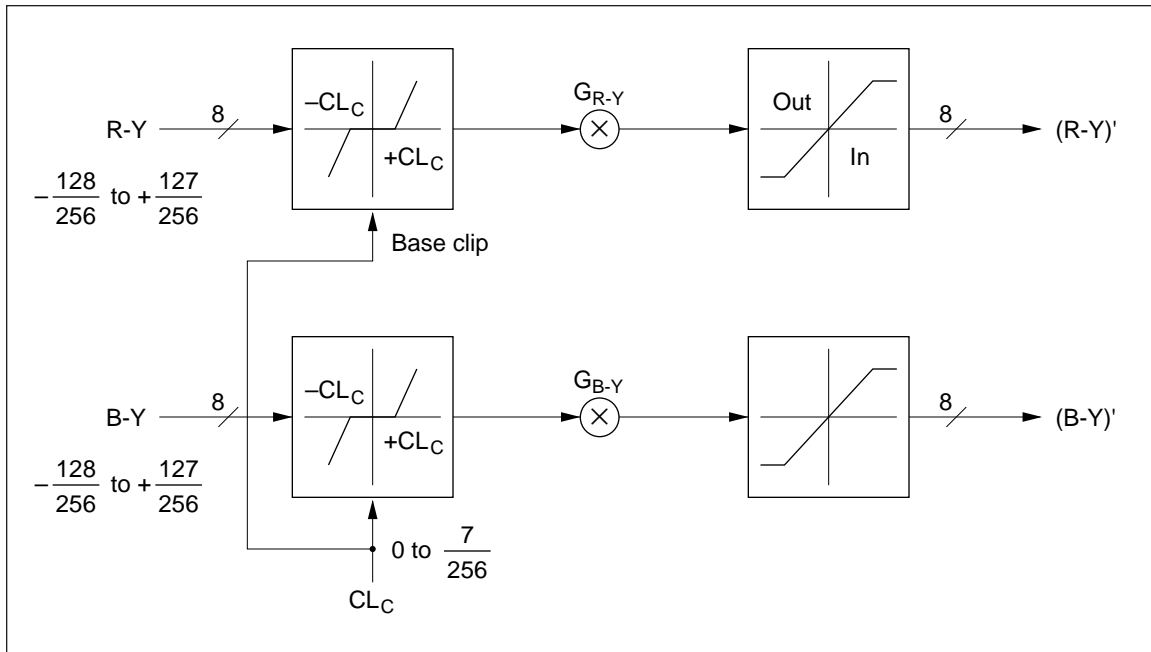 R-Y
8
−128/256 to +127/256
−CL_C
+CL_C
Base clip
G_R-Y
×
Out
In
8
(R-Y)'
B-Y
8
−128/256 to +127/256
−CL_C
+CL_C
0 to 7/256
CL_C
G_B-Y
×
8
(B-Y)'